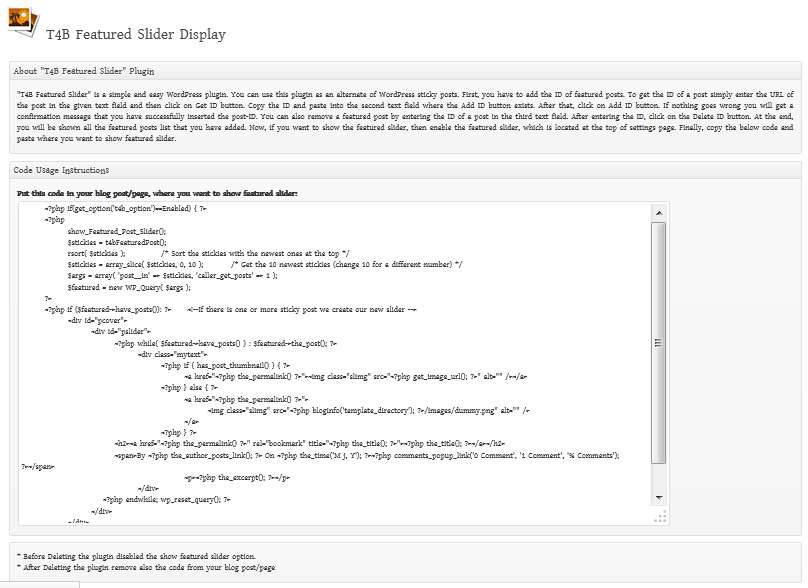 T4B Featured Slider Display
About "T4B Featured Slider" Plugin
"T4B Featured Slider" is a simple and easy WordPress plugin. You can use this plugin as an alternate of WordPress sticky posts. First, you have to add the ID of featured posts. To get the ID of a post simply enter the URL of
the post in the given text field and then click on Get ID button. Copy the ID and paste into the second text field where the Add ID button exists. After that, click on Add ID button. If nothing goes wrong you will get a
confirmation message that you have successfully inserted the post-ID. You can also remove a featured post by entering the ID of a post in the third text field. After entering the ID, click on the Delete ID button. At the end,
you will be shown all the featured posts list that you have added. Now, if you want to show the featured slider, then enable the featured slider, which is located at the top of settings page. Finally, copy the below code and
paste where you want to show featured slider.
Code Usage Instructions
Put this code in your blog post/page, where you want to show featured slider:
<?php if(get_option('t4b_option')==Enabled) { ?>
<?php
show_Featured_Post_Slider();
$stickies = t4bFeaturedPost();
rsort( $stickies ); /* Sort the stickies with the newest ones at the top */
$stickies = array_slice( $stickies, 0, 10 ); /* Get the 10 newest stickies (change 10 for a different number) */
$args = array( 'post__in' => $stickies, 'caller_get_posts' => 1 );
$featured = new WP_Query( $args );
?>
<?php if ($featured->have_posts()): ?> <!--If there is one or more sticky post we create our new slider -->
<div id="pcover">
<div id="pslider">
<?php while( $featured->have_posts() ) : $featured->the_post(); ?>
<div class="mytext">
<?php if ( has_post_thumbnail() ) { ?>
<a href="<?php the_permalink() ?>"><img class="slimg" src="<?php get_image_url(); ?>" alt="" /></a>
<?php } else { ?>
<a href="<?php the_permalink() ?>">
<img class="slimg" src="<?php bloginfo('template_directory'); ?>/images/dummy.png" alt="" />
</a>
<?php } ?>
<h2><a href="<?php the_permalink() ?>" rel="bookmark" title="<?php the_title(); ?>"><?php the_title(); ?></a></h2>
<span>By <?php the_author_posts_link(); ?> On <?php the_time('M j, Y'); ?><?php comments_popup_link('0 Comment', '1 Comment', '% Comments');
?></span>
<p><?php the_excerpt(); ?></p>
</div>
<?php endwhile; wp_reset_query(); ?>
</div>
</div>
* Before Deleting the plugin disabled the show featured slider option.
* After Deleting the plugin remove also the code from your blog post/page